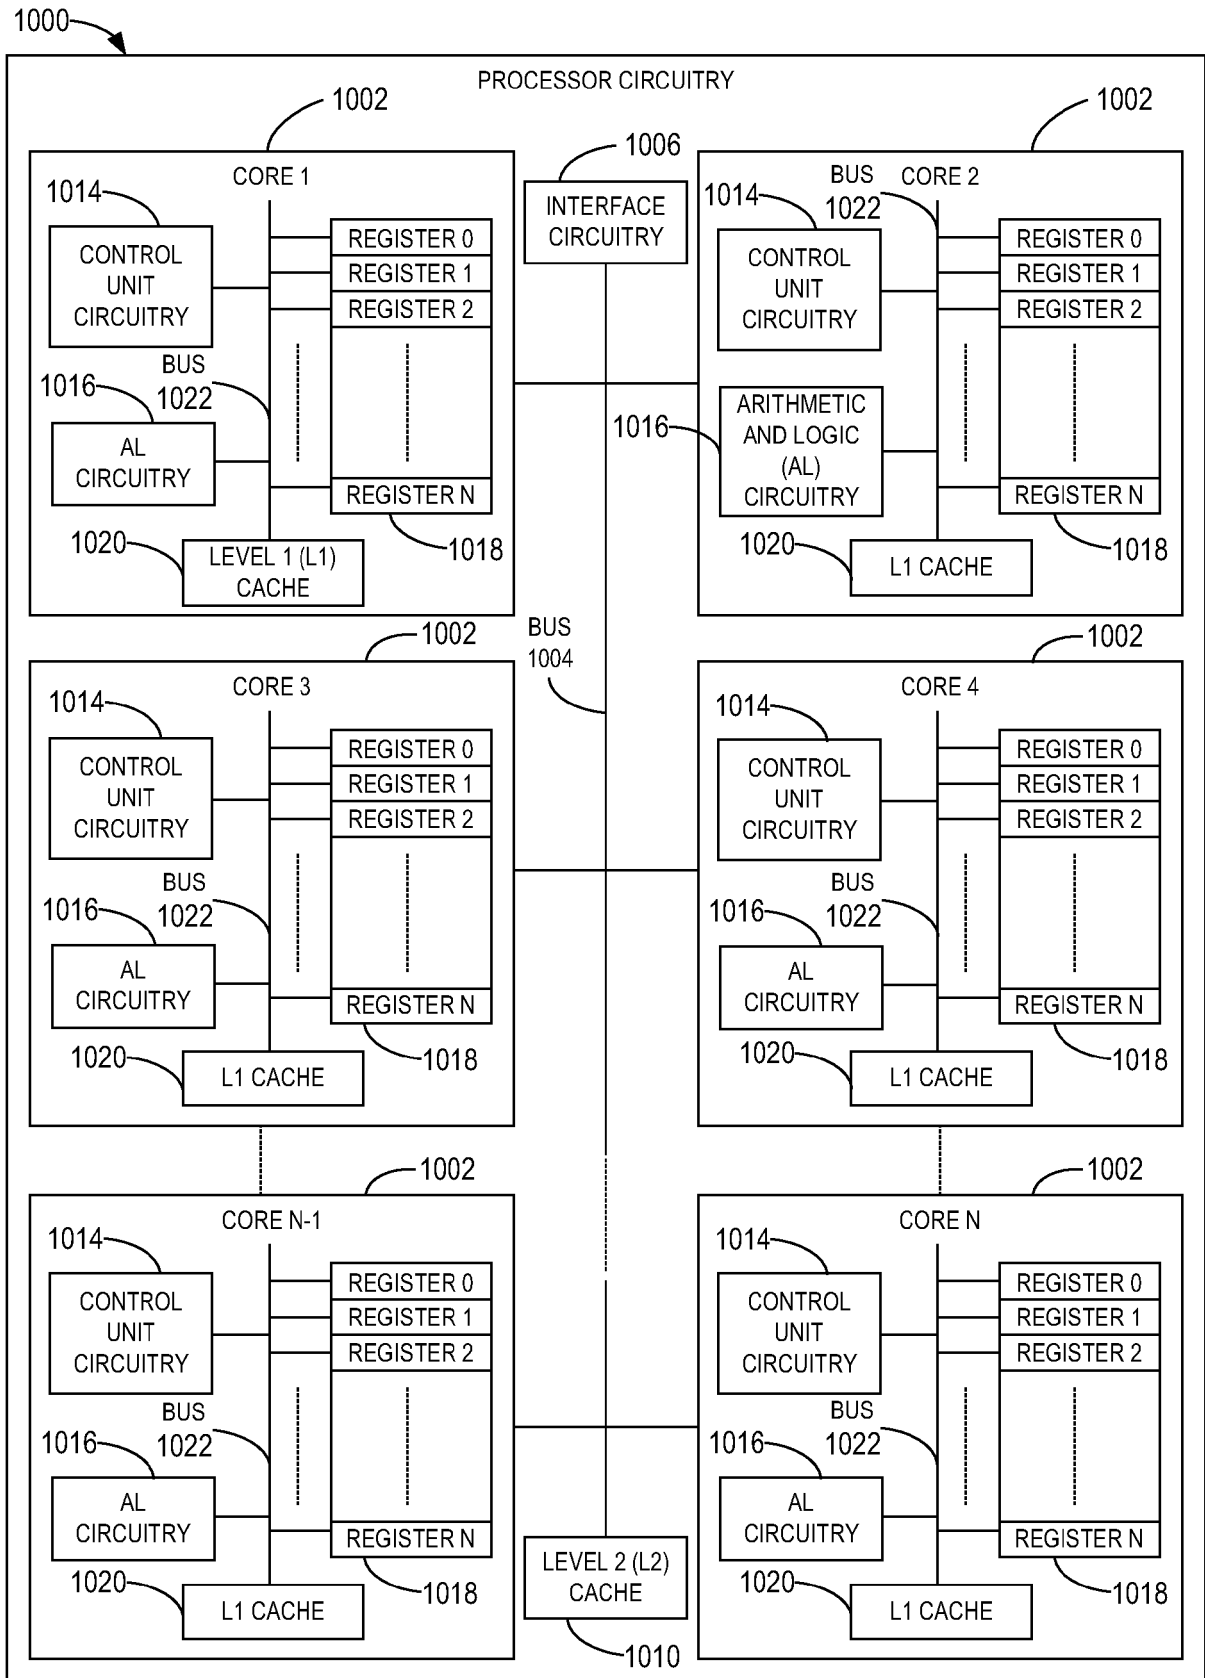 1000
PROCESSOR CIRCUITRY
1002
CORE 1
1014
CONTROL
UNIT
CIRCUITRY
REGISTER 0
REGISTER 1
REGISTER 2
BUS
1022
1016
AL
CIRCUITRY
REGISTER N
1018
1020
LEVEL 1 (L1)
CACHE
1006
INTERFACE
CIRCUITRY
1002
BUS
1022
CORE 2
1014
CONTROL
UNIT
CIRCUITRY
REGISTER 0
REGISTER 1
REGISTER 2
1016
ARITHMETIC
AND LOGIC
(AL)
CIRCUITRY
REGISTER N
1018
1020
L1 CACHE
BUS
1004
1002
CORE 3
1014
CONTROL
UNIT
CIRCUITRY
REGISTER 0
REGISTER 1
REGISTER 2
BUS
1022
1016
AL
CIRCUITRY
REGISTER N
1018
1020
L1 CACHE
1002
CORE 4
1014
CONTROL
UNIT
CIRCUITRY
REGISTER 0
REGISTER 1
REGISTER 2
BUS
1022
1016
AL
CIRCUITRY
REGISTER N
1018
1020
L1 CACHE
1002
CORE N-1
1014
CONTROL
UNIT
CIRCUITRY
REGISTER 0
REGISTER 1
REGISTER 2
BUS
1022
1016
AL
CIRCUITRY
REGISTER N
1018
1020
L1 CACHE
LEVEL 2 (L2)
CACHE
1010
1002
CORE N
1014
CONTROL
UNIT
CIRCUITRY
REGISTER 0
REGISTER 1
REGISTER 2
BUS
1022
1016
AL
CIRCUITRY
REGISTER N
1018
1020
L1 CACHE